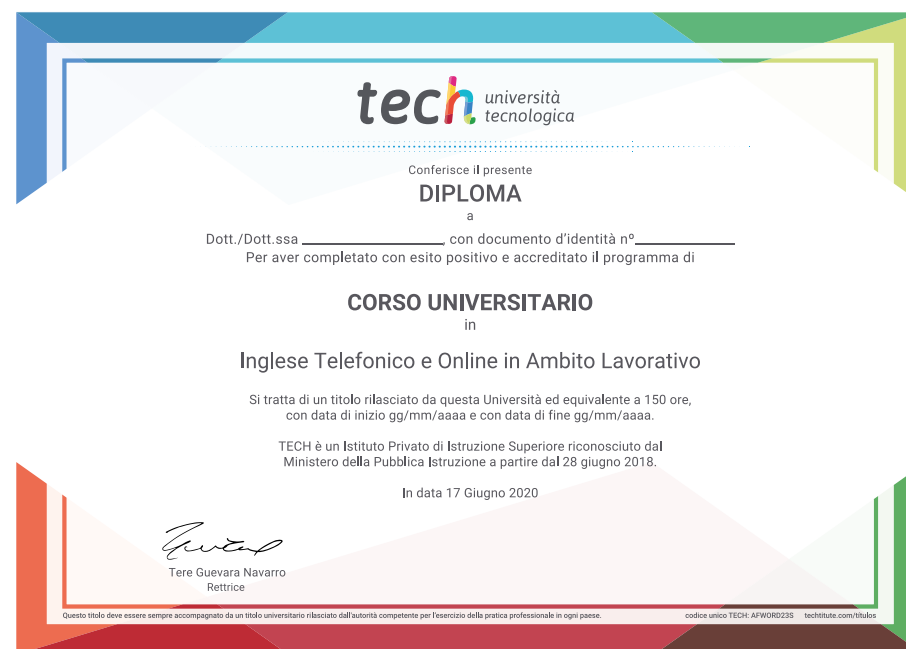 tech università
tecnologica
Conferisce il presente
DIPLOMA
a
Dott./Dott.ssa ____________________, con documento d'identità nº______________
Per aver completato con esito positivo e accreditato il programma di
CORSO UNIVERSITARIO
in
Inglese Telefonico e Online in Ambito Lavorativo
Si tratta di un titolo rilasciato da questa Università ed equivalente a 150 ore,
con data di inizio gg/mm/aaaa e con data di fine gg/mm/aaaa.
TECH è un Istituto Privato di Istruzione Superiore riconosciuto dal
Ministero della Pubblica Istruzione a partire dal 28 giugno 2018.
In data 17 Giugno 2020
Tere Guevara Navarro
Rettrice
Questo titolo deve essere sempre accompagnato da un titolo universitario rilasciato dall'autorità competente per l'esercizio della pratica professionale in ogni paese. codice unico TECH: AFWORD23S techtitute.com/titulos